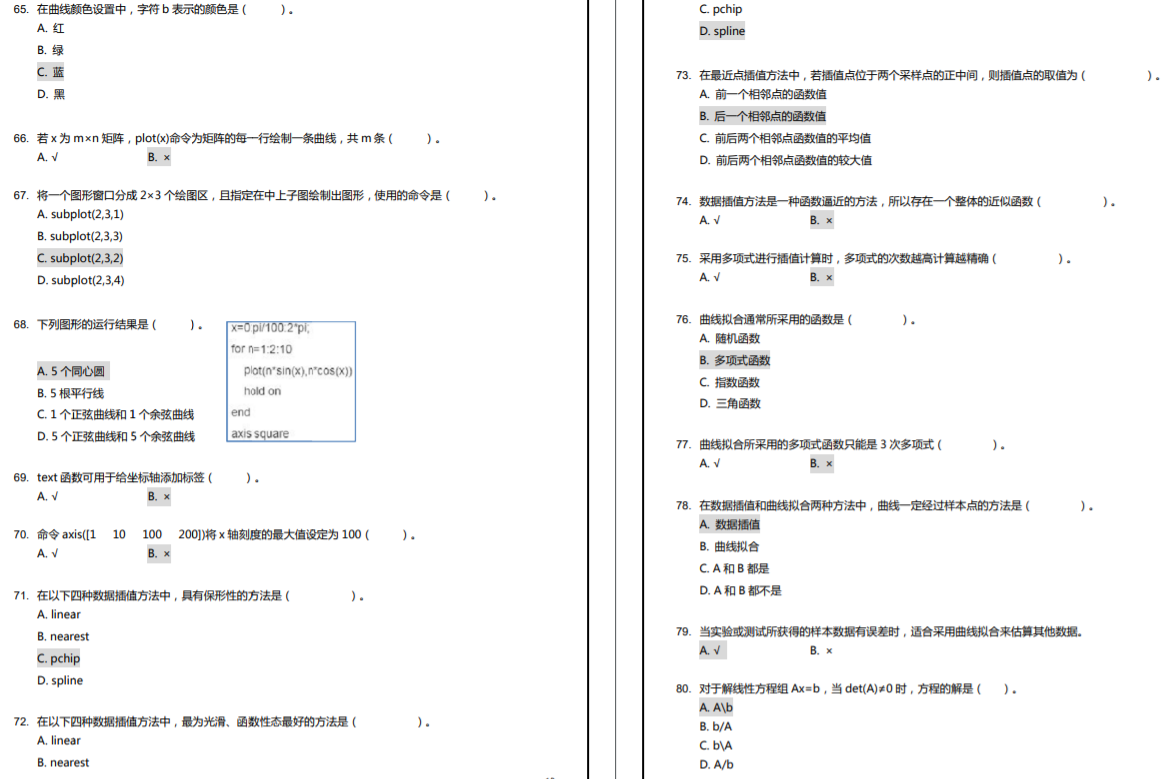 65. 在曲线颜色设置中，字符 b 表示的颜色是（ ）。
A. 红
B. 绿
C. 蓝
D. 黑
66. 若 x 为 m×n 矩阵，plot(x)命令为矩阵的每一行绘制一条曲线，共 m 条（ ）。
A. √ B. ×
67. 将一个图形窗口分成 2×3 个绘图区，且指定在中上子图绘制出图形，使用的命令是（ ）。
A. subplot(2,3,1)
B. subplot(2,3,3)
C. subplot(2,3,2)
D. subplot(2,3,4)
68. 下列图形的运行结果是（ ）。
x=0:pi/100:2*pi;
for n=1:2:10
plot(n*sin(x),n*cos(x))
hold on
end
axis square
A. 5 个同心圆
B. 5 根平行线
C. 1 个正弦曲线和 1 个余弦曲线
D. 5 个正弦曲线和 5 个余弦曲线
69. text 函数可用于给坐标轴添加标签（ ）。
A. √ B. ×
70. 命令 axis([1 10 100 200])将 x 轴刻度的最大值设定为 100（ ）。
A. √ B. ×
71. 在以下四种数据插值方法中，具有保形性的方法是（ ）。
A. linear
B. nearest
C. pchip
D. spline
72. 在以下四种数据插值方法中，最为光滑、函数性态最好的方法是（ ）。
A. linear
B. nearest
C. pchip
D. spline
73. 在最近点插值方法中，若插值点位于两个采样点的正中间，则插值点的取值为（ ）。
A. 前一个相邻点的函数值
B. 后一个相邻点的函数值
C. 前后两个相邻点函数值的平均值
D. 前后两个相邻点函数值的较大值
74. 数据插值方法是一种函数逼近的方法，所以存在一个整体的近似函数（ ）。
A. √ B. ×
75. 采用多项式进行插值计算时，多项式的次数越高计算越精确（ ）。
A. √ B. ×
76. 曲线拟合通常所采用的函数是（ ）。
A. 随机函数
B. 多项式函数
C. 指数函数
D. 三角函数
77. 曲线拟合所采用的多项式函数只能是 3 次多项式（ ）。
A. √ B. ×
78. 在数据插值和曲线拟合两种方法中，曲线一定经过样本点的方法是（ ）。
A. 数据插值
B. 曲线拟合
C. A 和 B 都是
D. A 和 B 都不是
79. 当实验或测试所获得的样本数据有误差时，适合采用曲线拟合来估算其他数据。
A. √ B. ×
80. 对于解线性方程组 Ax=b，当 det(A)≠0 时，方程的解是（ ）。
A. A\b
B. b/A
C. b\A
D. A/b